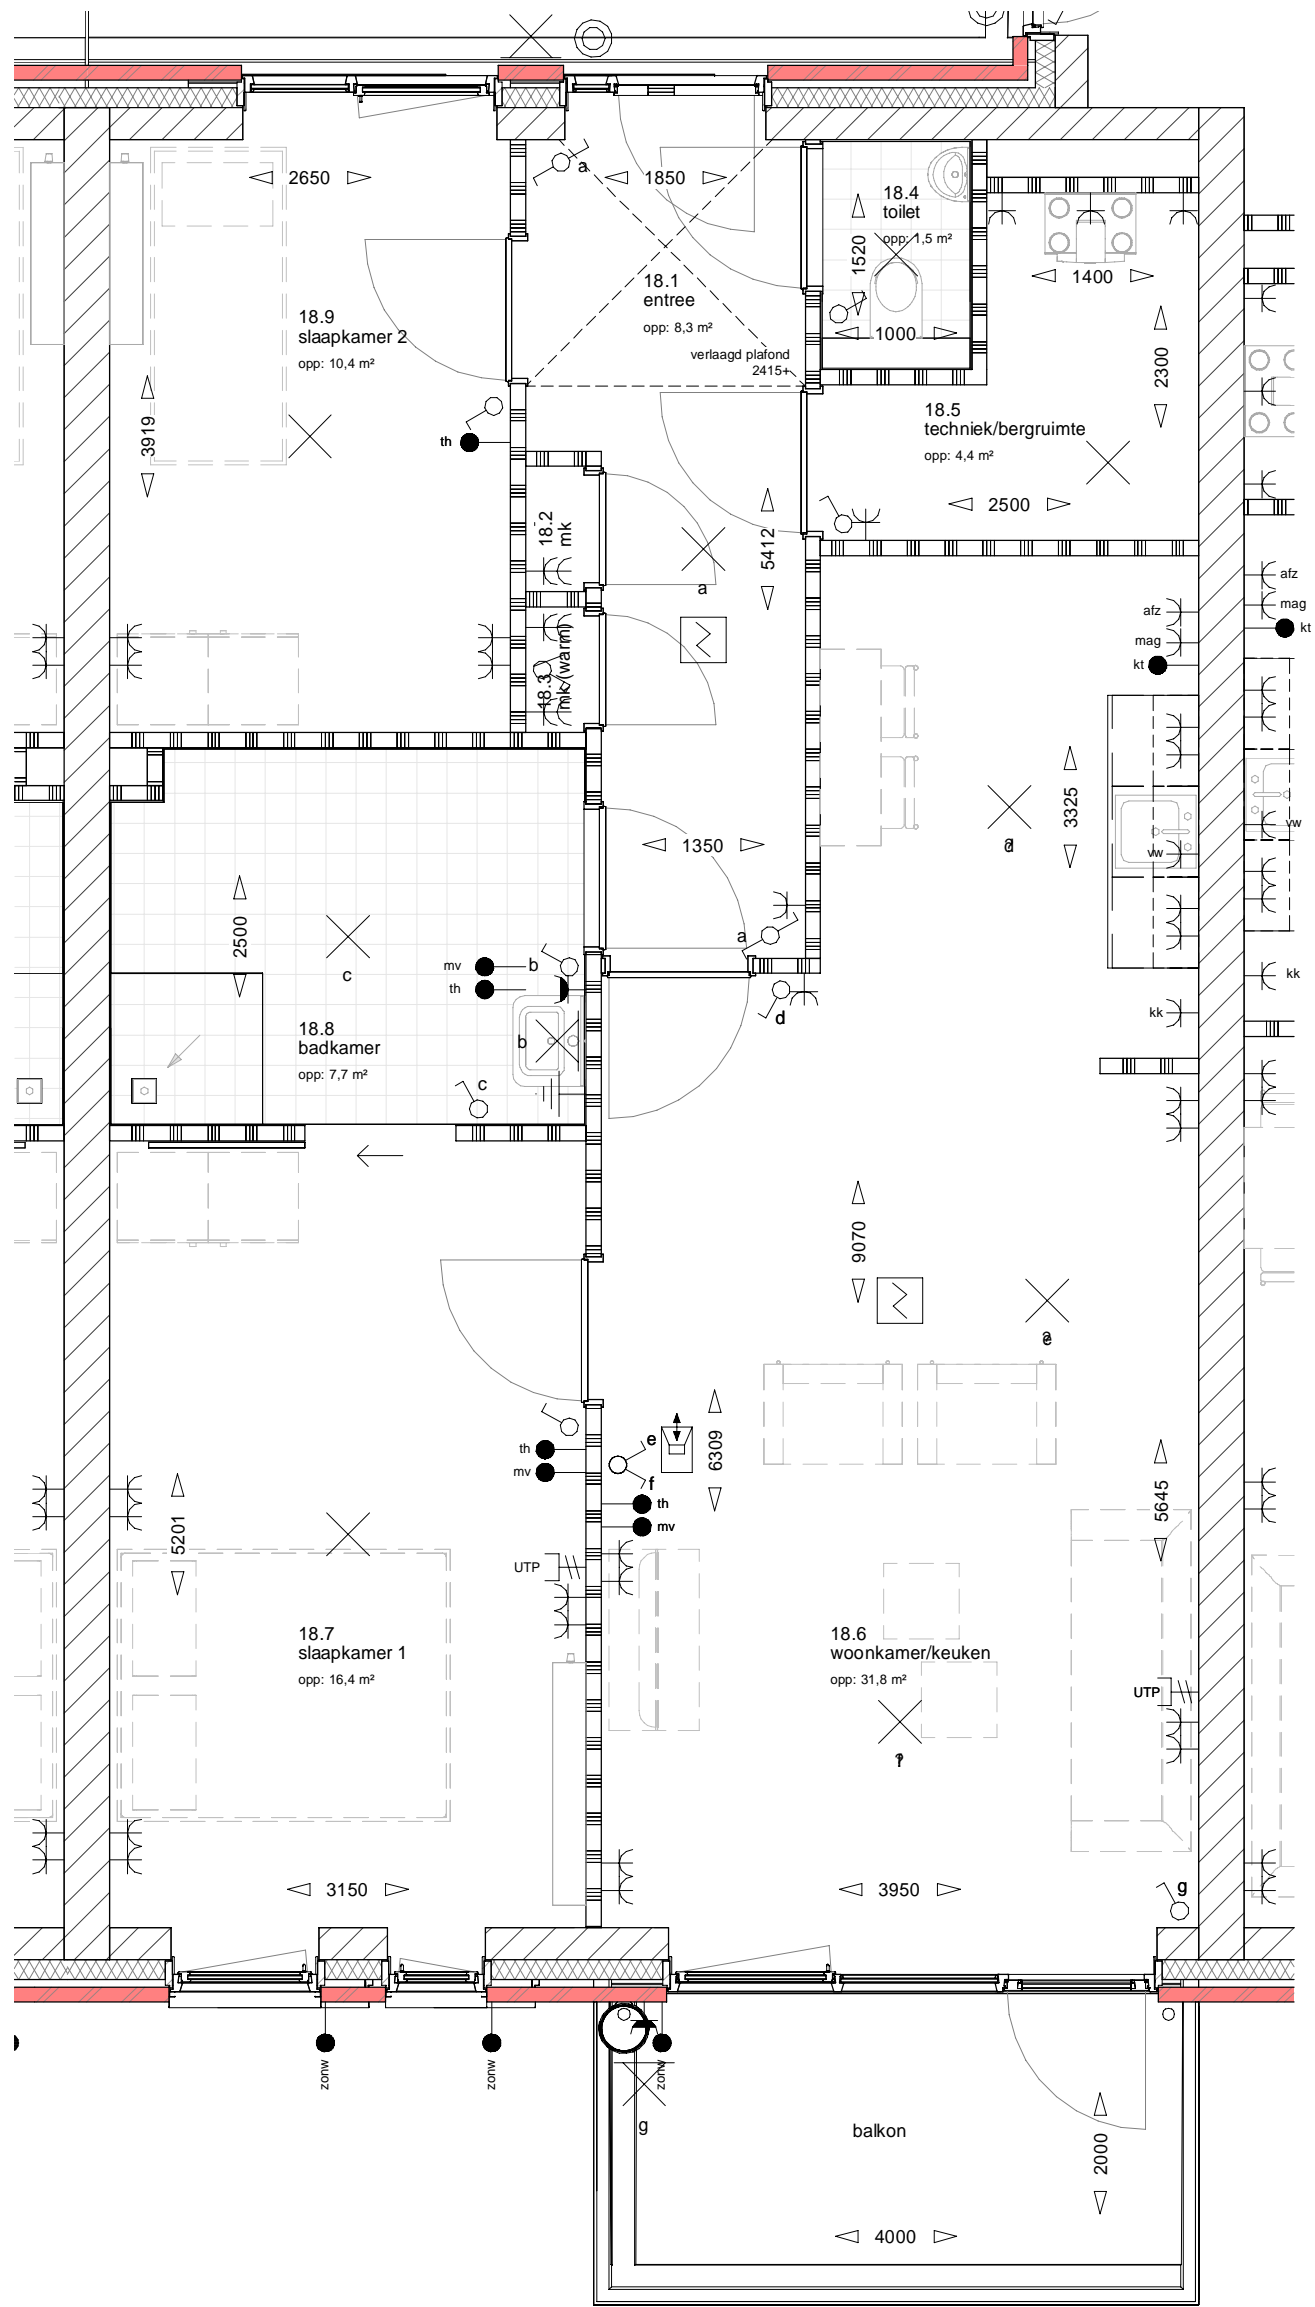 a
2650
1850
18.4
toilet
opp: 1,5 m²
1520
1000
1400
18.1
entree
opp: 8,3 m²
18.9
slaapkamer 2
opp: 10,4 m²
verlaagd plafond
2415+
2300
3919
th
18.5
techniek/bergruimte
opp: 4,4 m²
2500
18.2
mk
5412
a
afz
mag
kt
afz
mag
kt
18.3
mk (warm)
3325
d
1350
vw
vw
2500
a
mv
b
th
c
kk
kk
d
18.8
badkamer
opp: 7,7 m²
b
c
9070
e
6309
e
th
mv
f
th
mv
5645
5201
UTP
18.7
slaapkamer 1
opp: 16,4 m²
18.6
woonkamer/keuken
opp: 31,8 m²
UTP
f
3150
3950
g
zonw
zonw
zonw
g
balkon
2000
4000